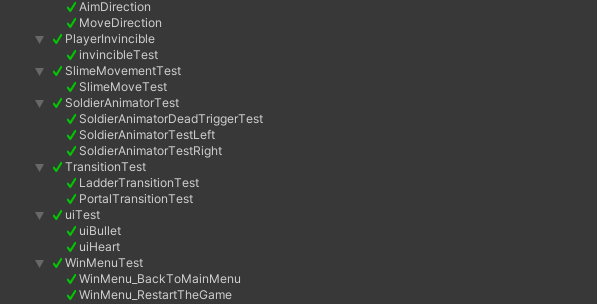 AimDirection
MoveDirection
PlayerInvincible
invincibleTest
SlimeMovementTest
SlimeMoveTest
SoldierAnimatorTest
SoldierAnimatorDeadTriggerTest
SoldierAnimatorTestLeft
SoldierAnimatorTestRight
TransitionTest
LadderTransitionTest
PortalTransitionTest
uiTest
uiBullet
uiHeart
WinMenuTest
WinMenu_BackToMainMenu
WinMenu_RestartTheGame